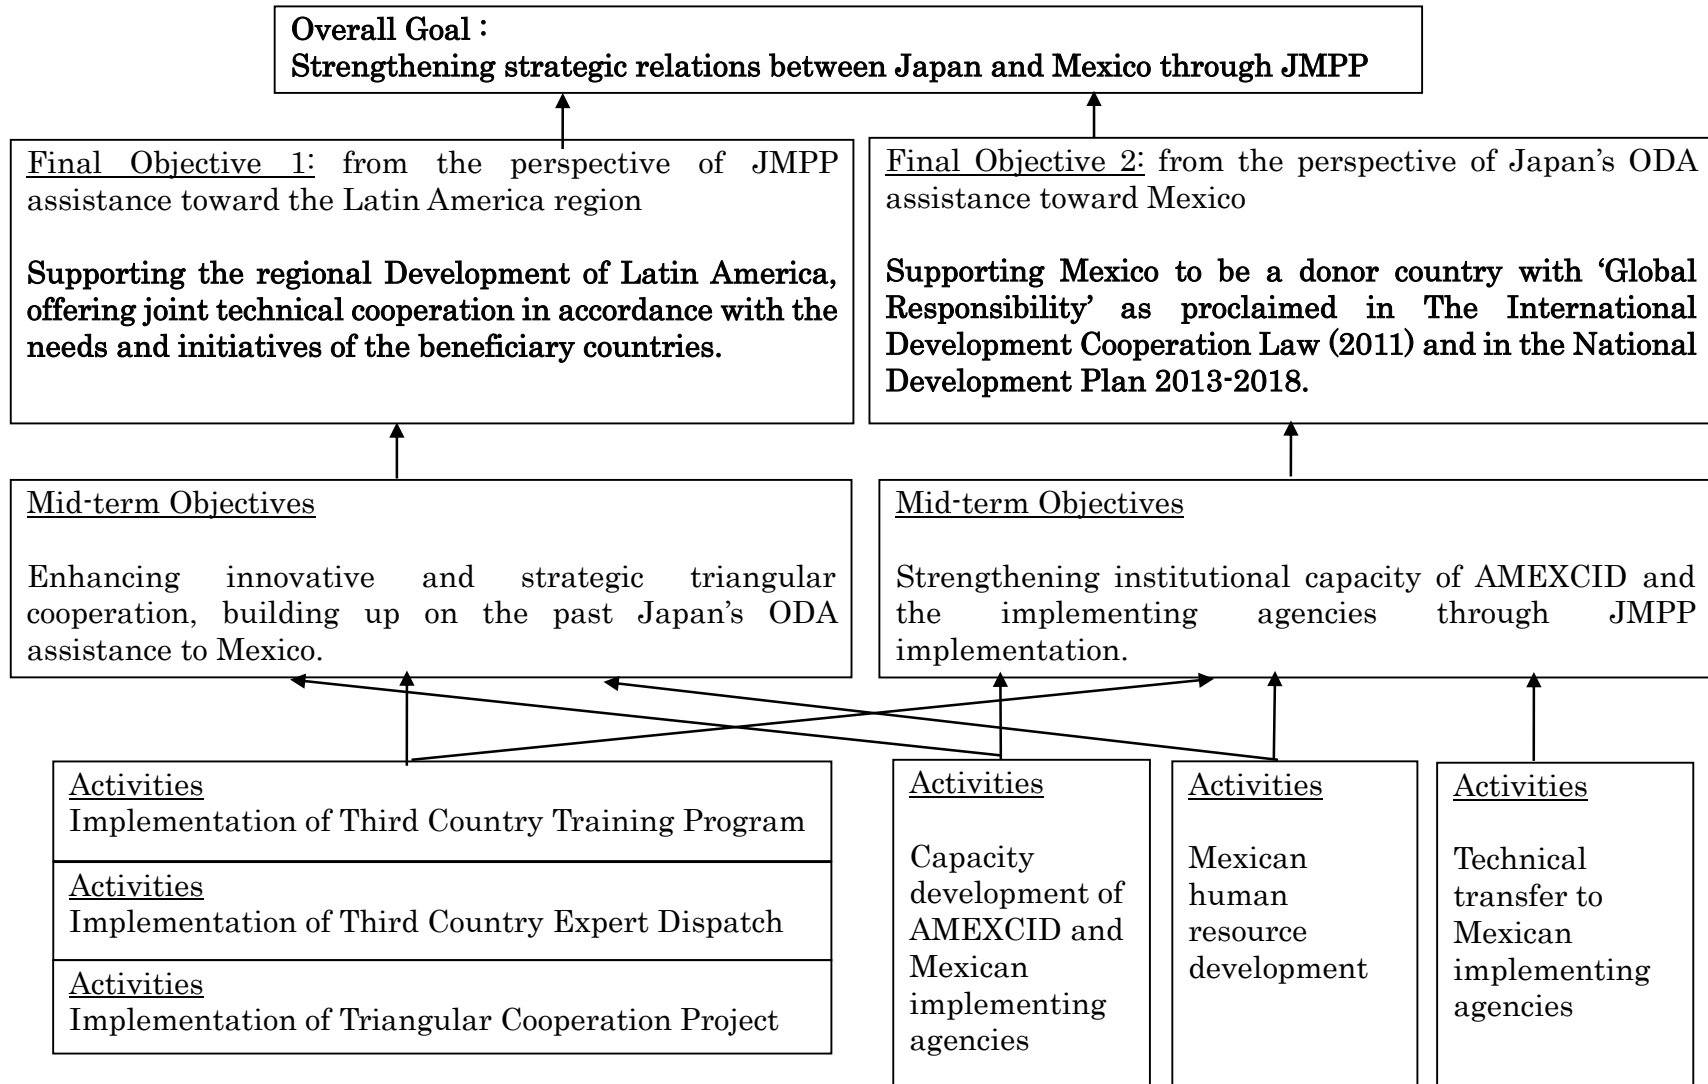 Overall Goal :
Strengthening strategic relations between Japan and Mexico through JMPP
Final Objective 1: from the perspective of JMPP
assistance toward the Latin America region
Supporting the regional Development of Latin America,
offering joint technical cooperation in accordance with the
needs and initiatives of the beneficiary countries.
Final Objective 2: from the perspective of Japan’s ODA
assistance toward Mexico
Supporting Mexico to be a donor country with ‘Global
Responsibility’ as proclaimed in The International
Development Cooperation Law (2011) and in the National
Development Plan 2013-2018.
Mid-term Objectives
Enhancing innovative and strategic triangular
cooperation, building up on the past Japan’s ODA
assistance to Mexico.
Mid-term Objectives
Strengthening institutional capacity of AMEXCID and
the implementing agencies through JMPP
implementation.
Activities
Implementation of Third Country Training Program
Activities
Implementation of Third Country Expert Dispatch
Activities
Implementation of Triangular Cooperation Project
Activities
Capacity
development of
AMEXCID and
Mexican
implementing
agencies
Activities
Mexican
human
resource
development
Activities
Technical
transfer to
Mexican
implementing
agencies